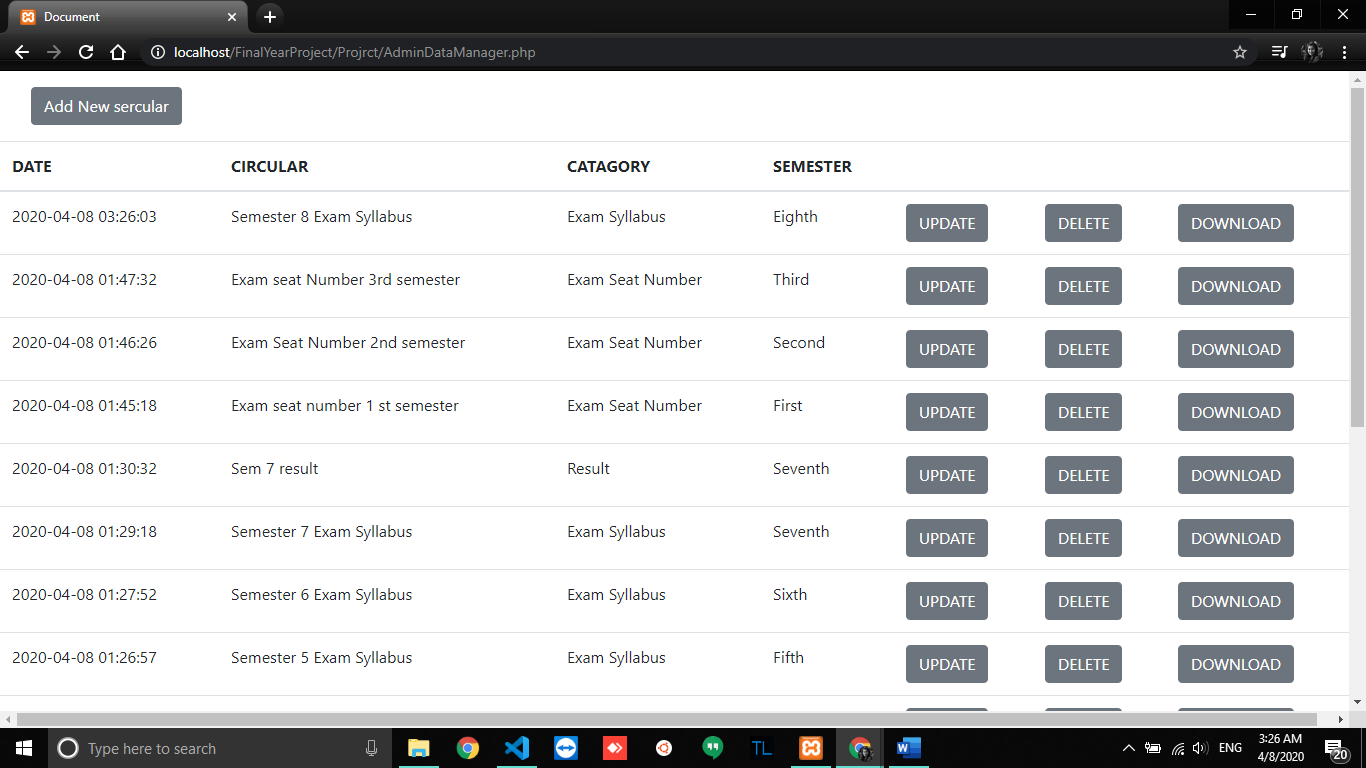 Document
localhost/FinalYearProject/Projrct/AdminDataManager.php
Add New sercular
DATE CIRCULAR CATAGORY SEMESTER
2020-04-08 03:26:03 Semester 8 Exam Syllabus Exam Syllabus Eighth UPDATE DELETE DOWNLOAD
2020-04-08 01:47:32 Exam seat Number 3rd semester Exam Seat Number Third UPDATE DELETE DOWNLOAD
2020-04-08 01:46:26 Exam Seat Number 2nd semester Exam Seat Number Second UPDATE DELETE DOWNLOAD
2020-04-08 01:45:18 Exam seat number 1 st semester Exam Seat Number First UPDATE DELETE DOWNLOAD
2020-04-08 01:30:32 Sem 7 result Result Seventh UPDATE DELETE DOWNLOAD
2020-04-08 01:29:18 Semester 7 Exam Syllabus Exam Syllabus Seventh UPDATE DELETE DOWNLOAD
2020-04-08 01:27:52 Semester 6 Exam Syllabus Exam Syllabus Sixth UPDATE DELETE DOWNLOAD
2020-04-08 01:26:57 Semester 5 Exam Syllabus Exam Syllabus Fifth UPDATE DELETE DOWNLOAD
Type here to search TL ENG 3:26 AM
4/8/2020 20